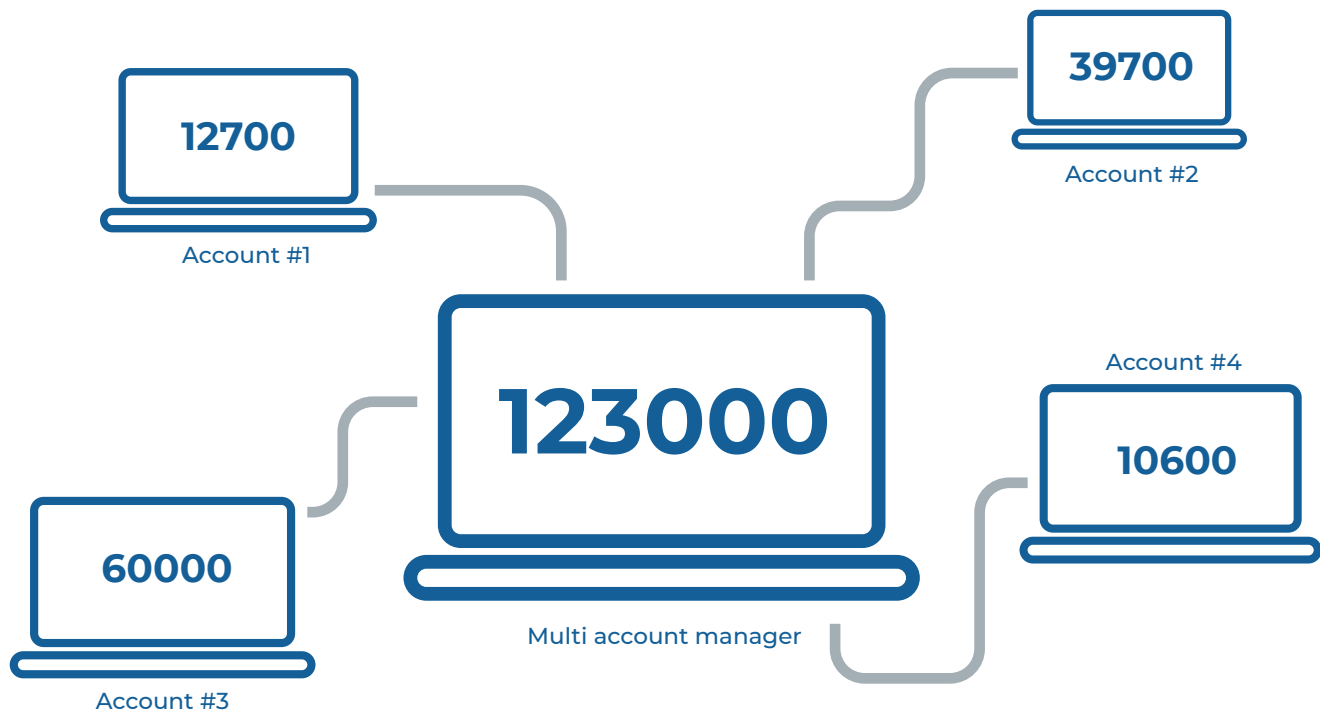 12700
Account #1
39700
Account #2
123000
Multi account manager
Account #4
10600
60000
Account #3